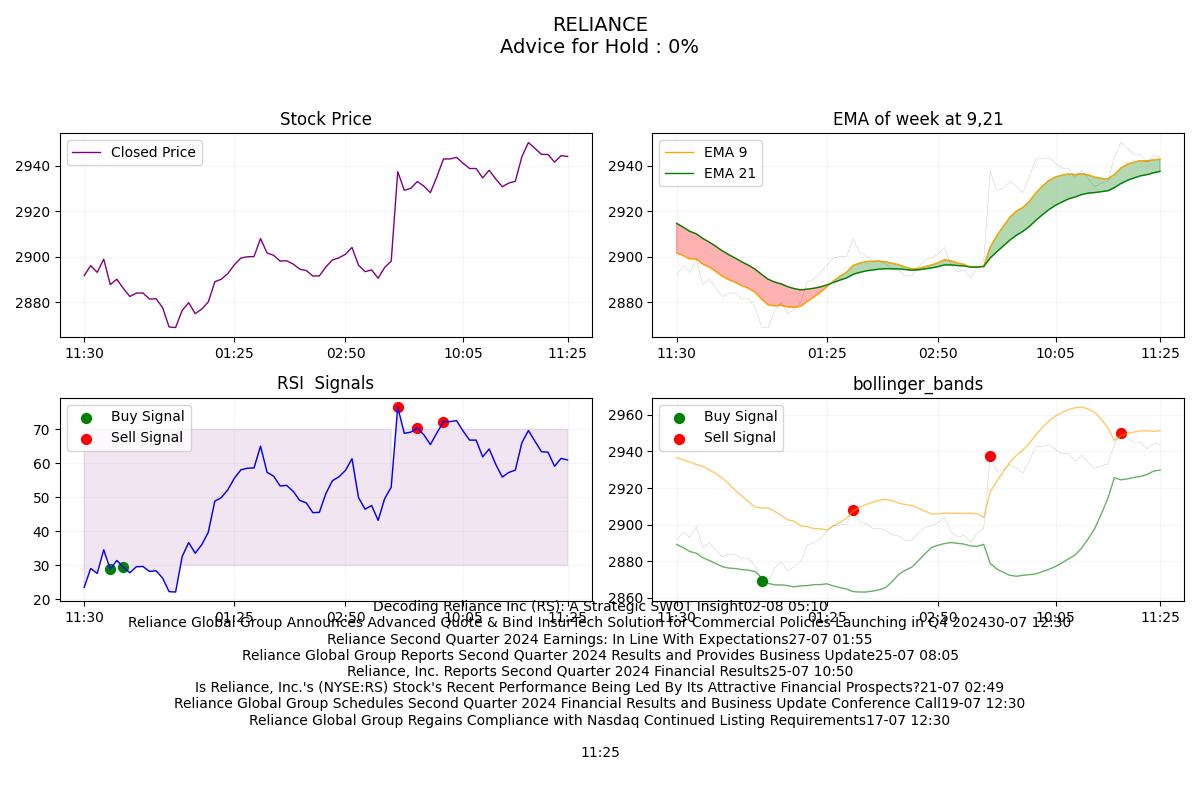 RELIANCE
Advice for Hold : 0%
Stock Price
2940
2920
2900
2880
Closed Price
11:30
01:25
02:50
10:05
11:25
EMA of week at 9,21
2940
2920
2900
2880
EMA 9
EMA 21
11:30
01:25
02:50
10:05
11:25
RSI  Signals
70
60
50
40
30
20
Buy Signal
Sell Signal
11:30
01:25
02:50
10:05
11:25
bollinger_bands
2960
2940
2920
2900
2880
2860
Buy Signal
Sell Signal
11:30
01:25
02:50
10:05
11:25
Decoding Reliance Inc (RS): A Strategic SWOT Insight02-08 05:10
Reliance Global Group Announces Advanced Quote & Bind InsurTech Solution for Commercial Policies Launching in Q4 202430-07 12:30
Reliance Second Quarter 2024 Earnings: In Line With Expectations27-07 01:55
Reliance Global Group Reports Second Quarter 2024 Results and Provides Business Update25-07 08:05
Reliance, Inc. Reports Second Quarter 2024 Financial Results25-07 10:50
Is Reliance, Inc.'s (NYSE:RS) Stock's Recent Performance Being Led By Its Attractive Financial Prospects?21-07 02:49
Reliance Global Group Schedules Second Quarter 2024 Financial Results and Business Update Conference Call19-07 12:30
Reliance Global Group Regains Compliance with Nasdaq Continued Listing Requirements17-07 12:30
11:25